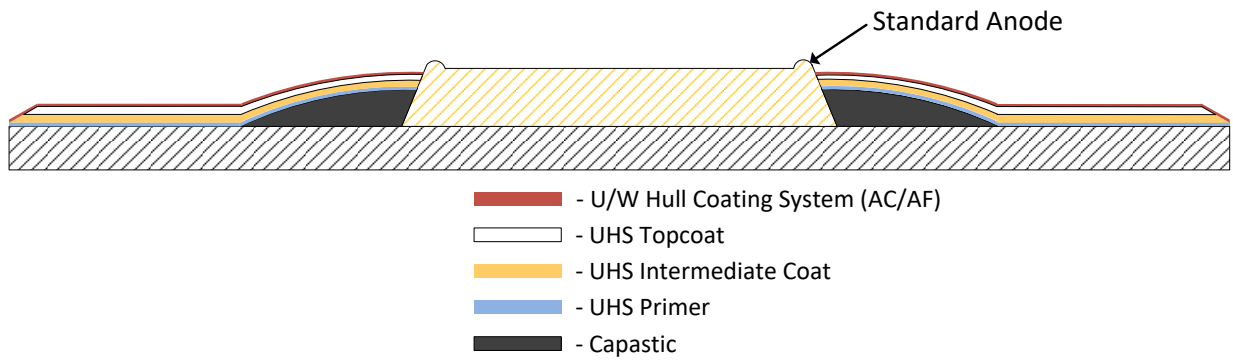 Standard Anode
- U/W Hull Coating System (AC/AF)
- UHS Topcoat
- UHS Intermediate Coat
- UHS Primer
- Capastic